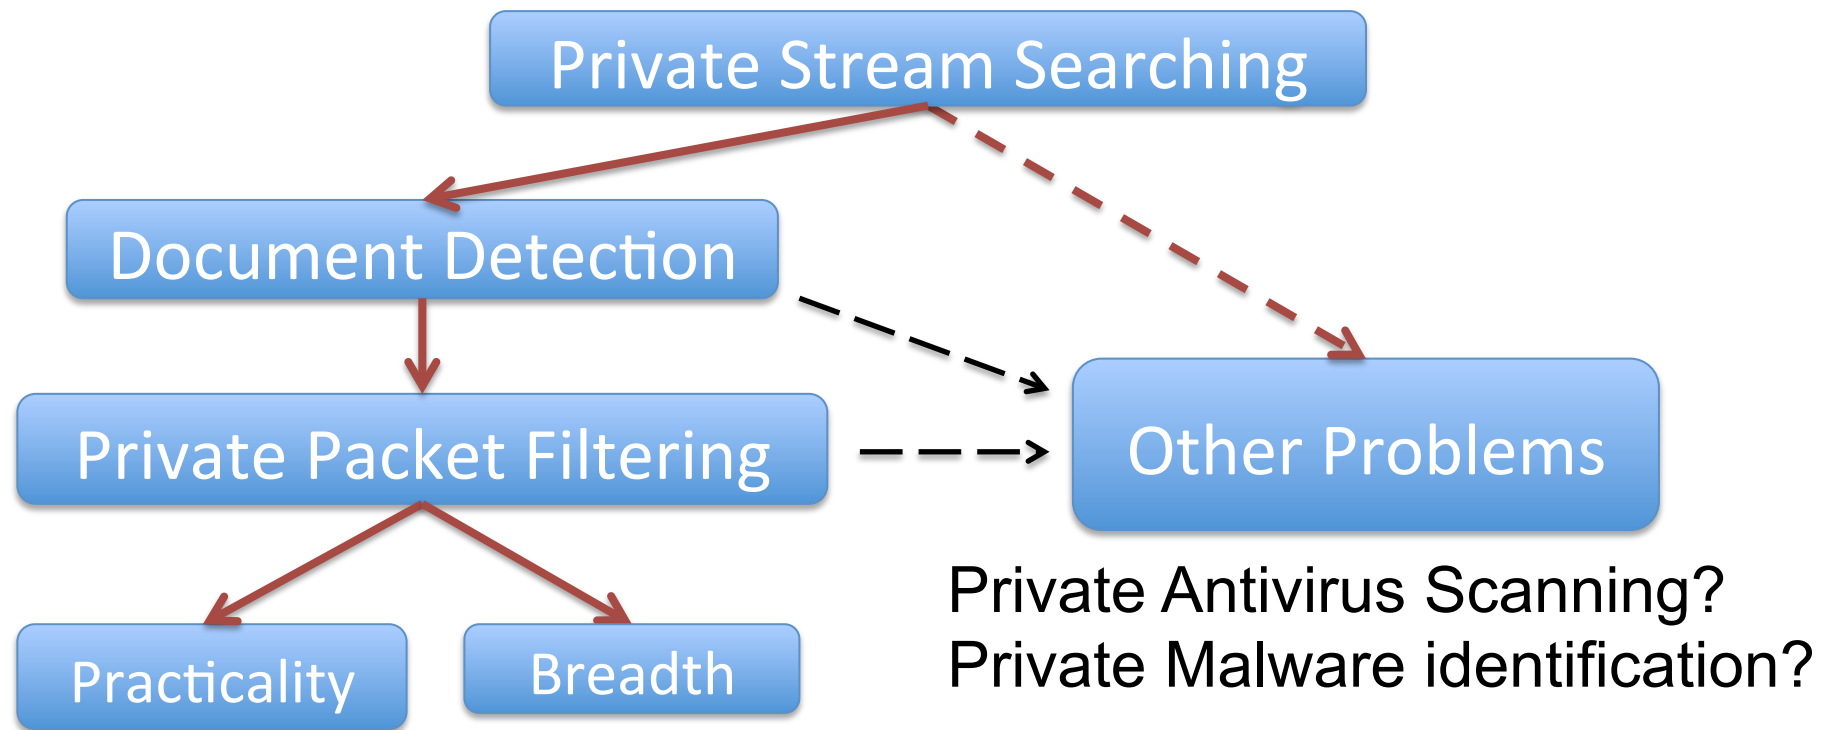 Private Stream Searching
Document Detection
Private Packet Filtering
Other Problems
Private Antivirus Scanning?
Private Malware identification?
Practicality
Breadth